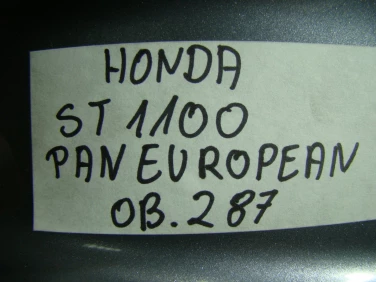 HONDA
ST 1100
PAN EUROPEAN
OB. 287